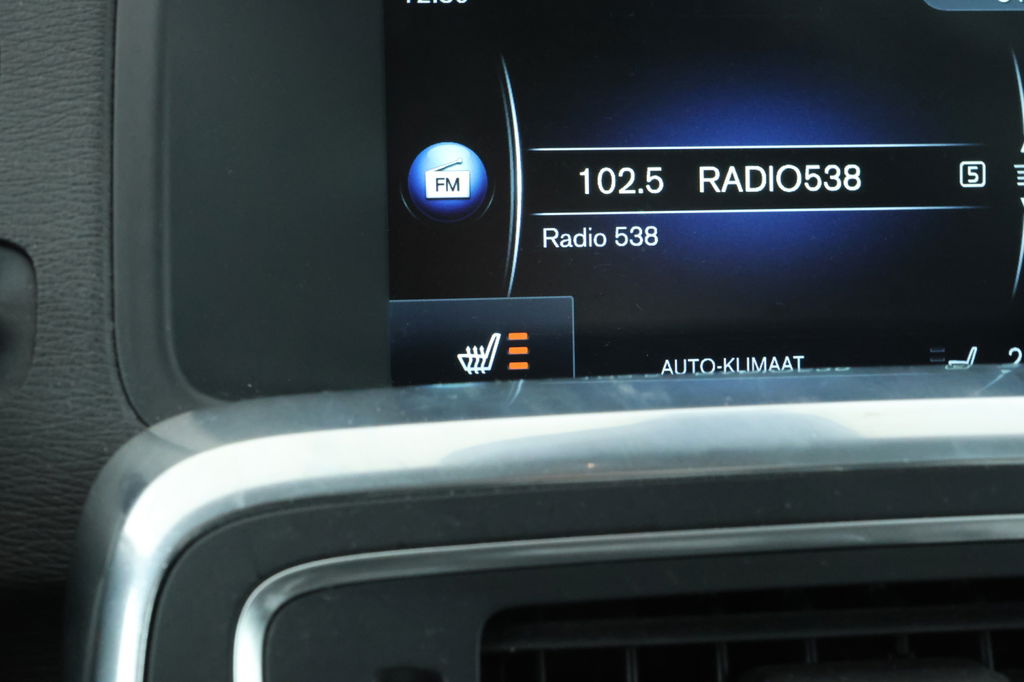 FM
102.5 RADIO538 5
Radio 538
AUTO-KLIMAAT